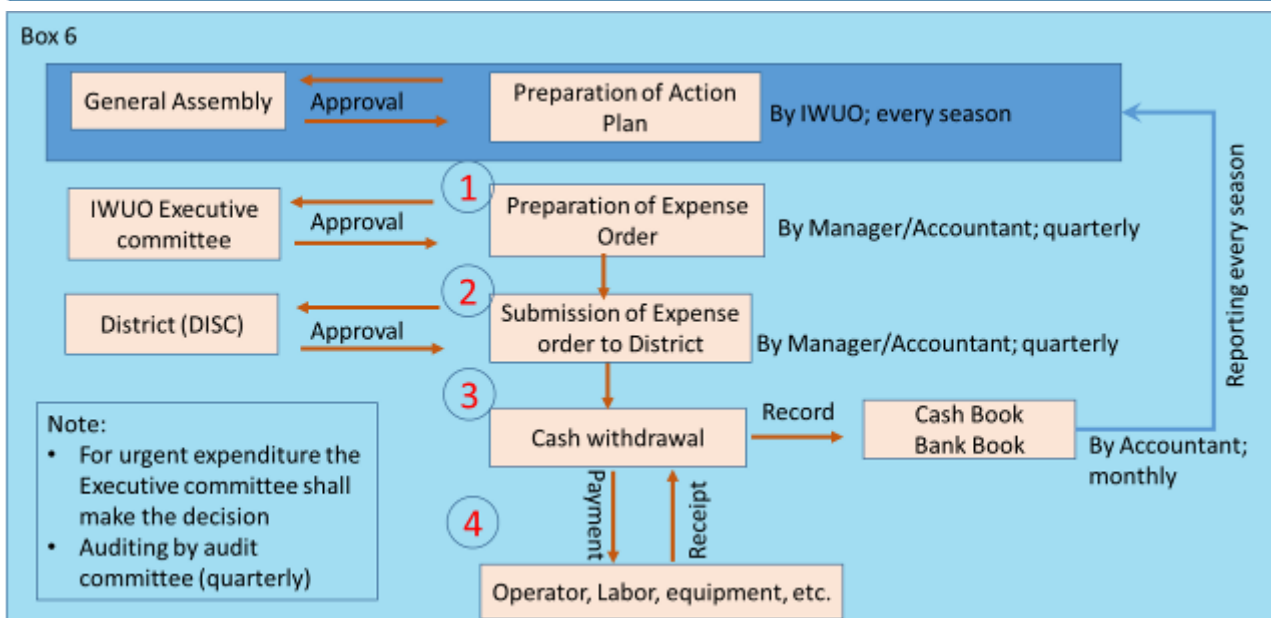 Box 6
General Assembly
Approval
Preparation of Action
Plan
By IWUO; every season
1
IWUO Executive
committee
Approval
Preparation of Expense
Order
By Manager/Accountant; quarterly
2
District (DISC)
Approval
Submission of Expense
order to District
By Manager/Accountant; quarterly
3
Cash withdrawal
Record
Cash Book
Bank Book
By Accountant;
monthly
Reporting every season
Note:
• For urgent expenditure the
Executive committee shall
make the decision
• Auditing by audit
committee (quarterly)
4
Payment
Receipt
Operator, Labor, equipment, etc.